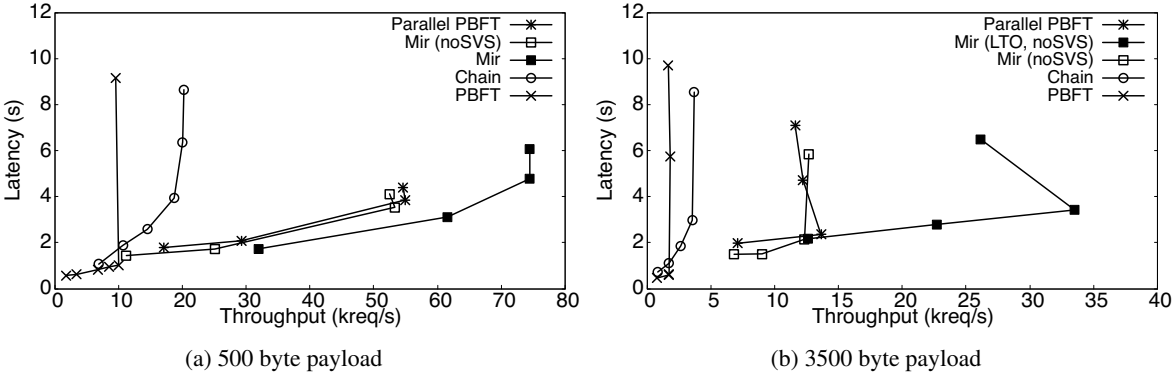 12
10
8
6
4
2
0
Latency (s)
0 10 20 30 40 50 60 70 80
Throughput (kreq/s)
Parallel PBFT
Mir (noSVS)
Mir
Chain
PBFT
(a) 500 byte payload
12
10
8
6
4
2
0
Latency (s)
0 5 10 15 20 25 30 35 40
Throughput (kreq/s)
Parallel PBFT
Mir (LTO, noSVS)
Mir (noSVS)
Chain
PBFT
(b) 3500 byte payload